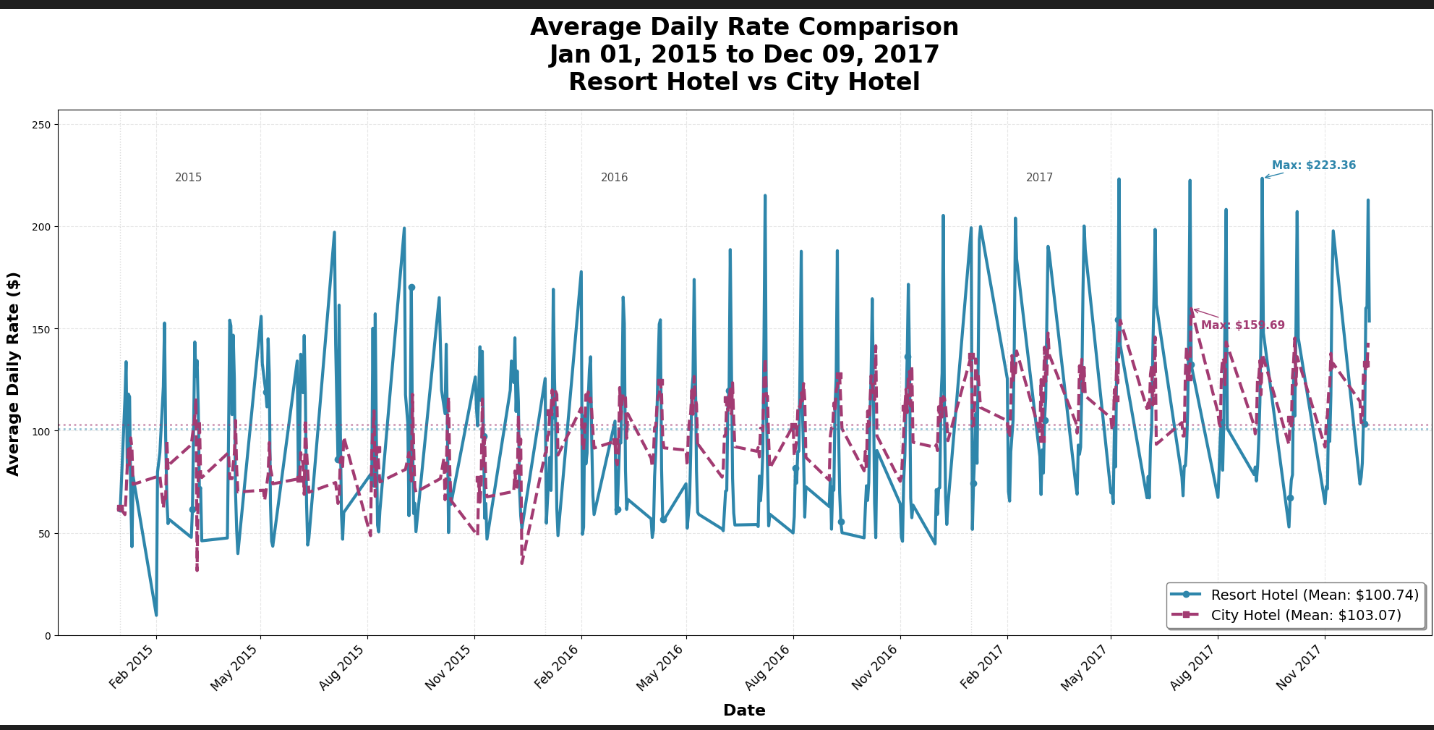 Average Daily Rate Comparison
Jan 01, 2015 to Dec 09, 2017
Resort Hotel vs City Hotel
Average Daily Rate ($)
250
200
150
100
50
0
2015
2016
2017
Max: $223.36
Max: $159.69
Resort Hotel (Mean: $100.74)
City Hotel (Mean: $103.07)
Feb 2015
May 2015
Aug 2015
Nov 2015
Feb 2016
May 2016
Aug 2016
Nov 2016
Feb 2017
May 2017
Aug 2017
Nov 2017
Date